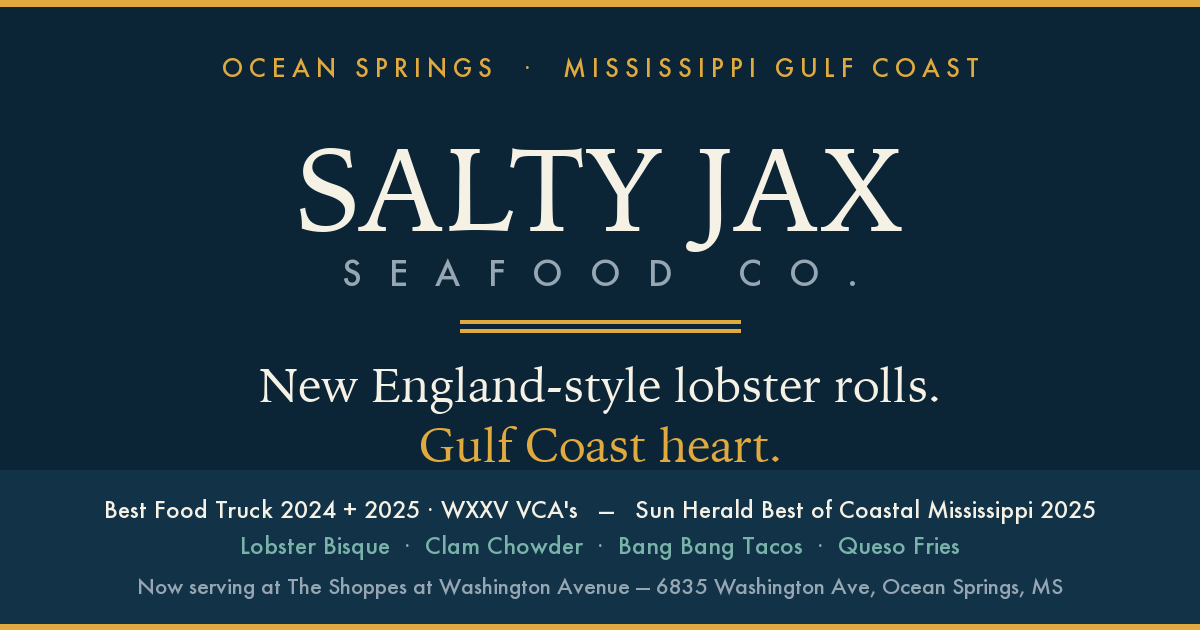 OCEAN SPRINGS · MISSISSIPPI GULF COAST
SALTY JAX
SEAFOOD CO.
New England-style lobster rolls.
Gulf Coast heart.
Best Food Truck 2024 + 2025 · WXXV VCA's — Sun Herald Best of Coastal Mississippi 2025
Lobster Bisque · Clam Chowder · Bang Bang Tacos · Queso Fries
Now serving at The Shoppes at Washington Avenue — 6835 Washington Ave, Ocean Springs, MS